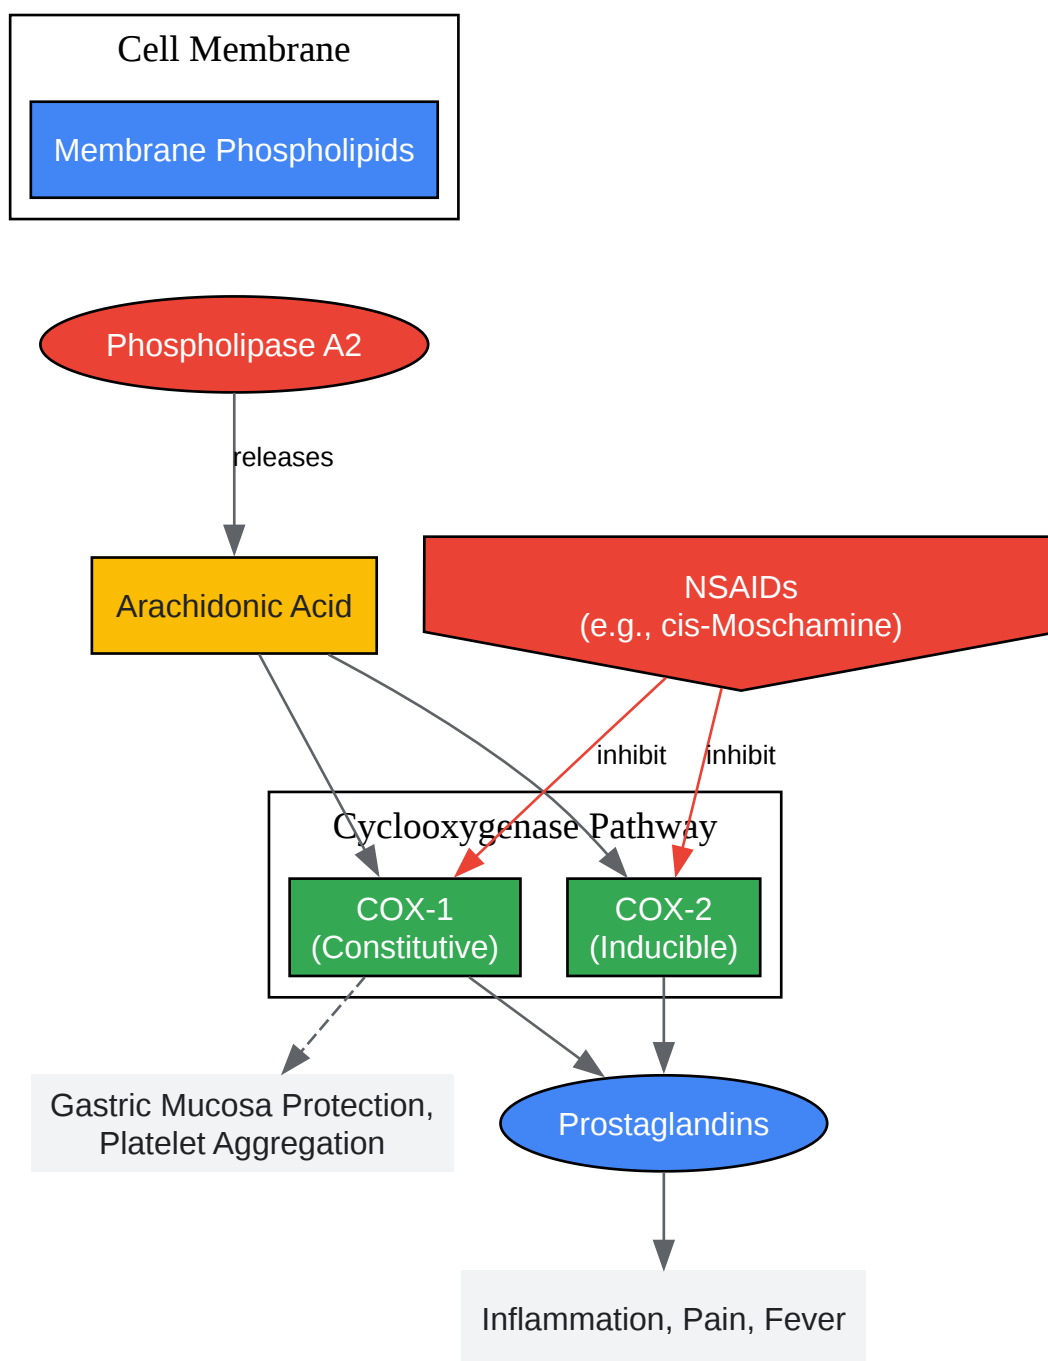 Cell Membrane
Membrane Phospholipids
Phospholipase A2
releases
Arachidonic Acid
NSAIDs
(e.g., cis-Moschamine)
inhibit
inhibit
Cyclooxygenase Pathway
COX-1
(Constitutive)
COX-2
(Inducible)
Gastric Mucosa Protection,
Platelet Aggregation
Prostaglandins
Inflammation, Pain, Fever